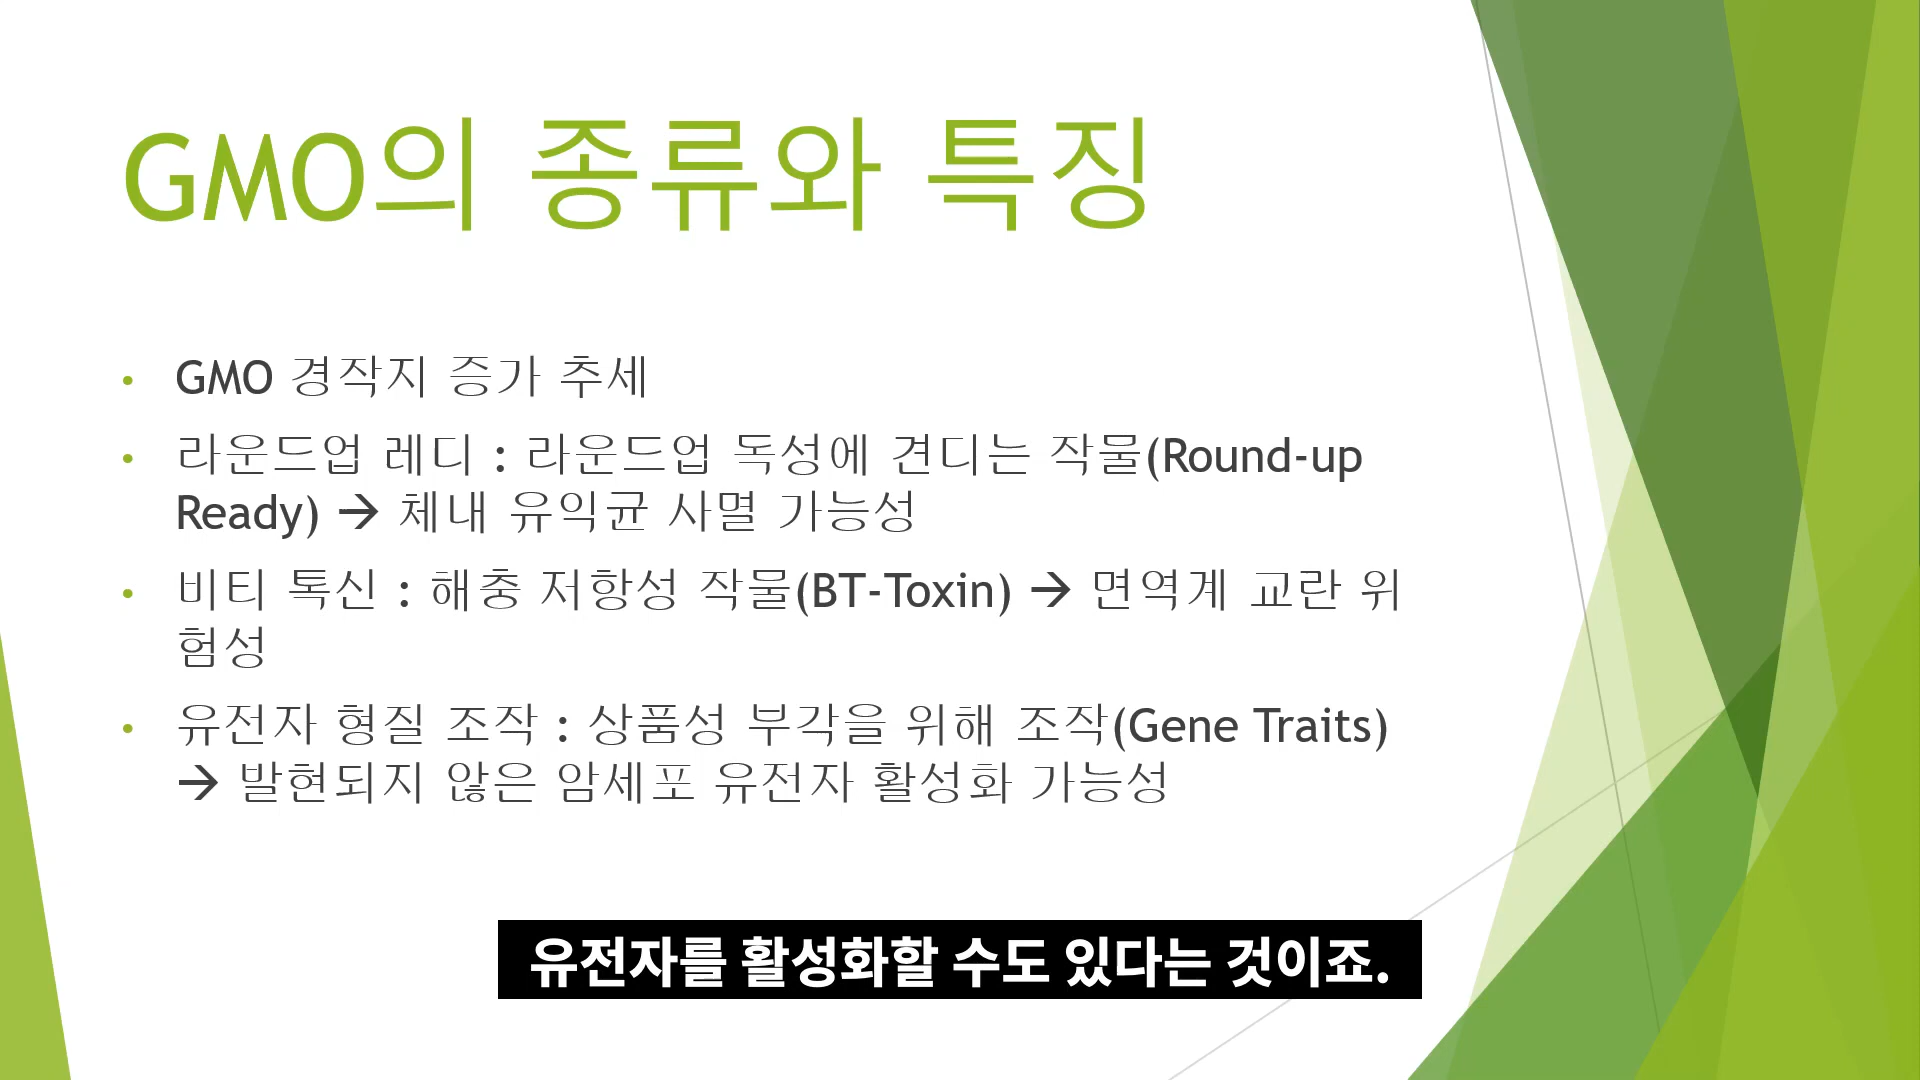 GMO의 종류와 특징
• GMO 경작지 증가 추세
• 라운드업 레디 : 라운드업 독성에 견디는 작물(Round-up
Ready) → 체내 유익균 사멸 가능성
• 비티 톡신 : 해충 저항성 작물(BT-Toxin) → 면역계 교란 위
험성
• 유전자 형질 조작 : 상품성 부각을 위해 조작(Gene Traits)
→ 발현되지 않은 암세포 유전자 활성화 가능성
유전자를 활성화할 수도 있다는 것이죠.